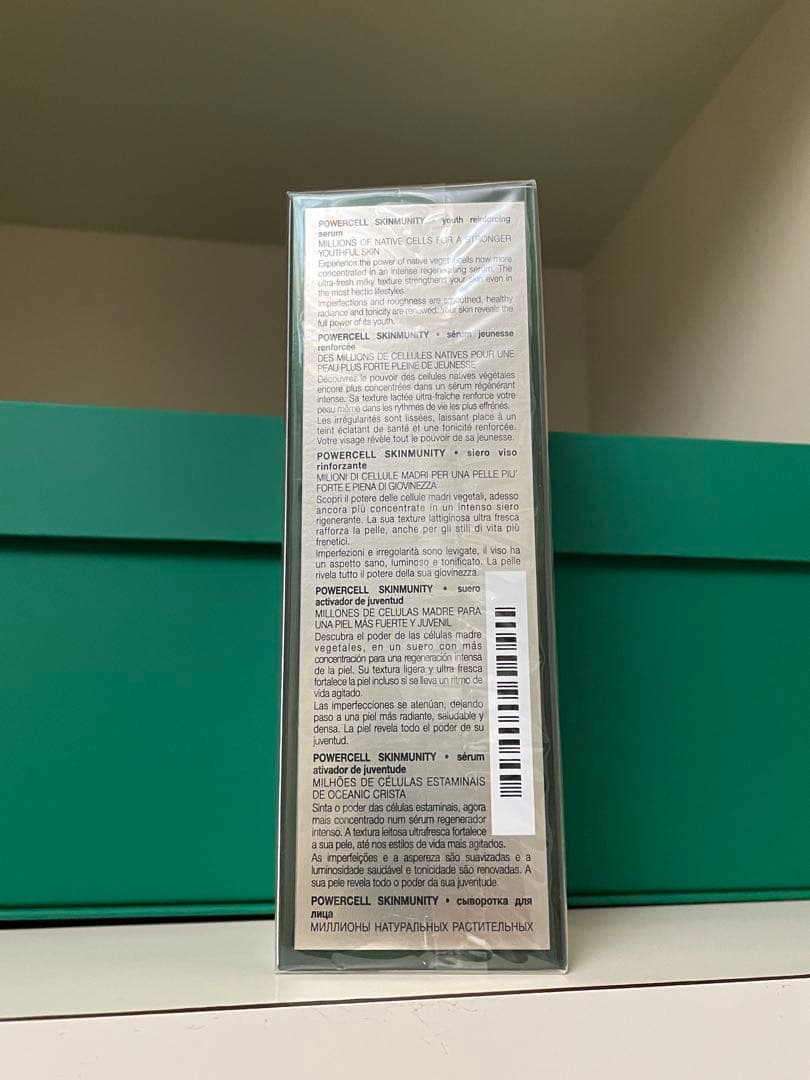 POWERCELL SKINMUNITY • youth reinforcing
serum
MILLIONS OF NATIVE CELLS FOR A STRONGER
YOUTHFUL SKIN
Experience the power of native vegetal cells now more
concentrated in an intense regenerating serum. The
ultra-fresh milky texture strengthens your skin even in
the most hectic lifestyles.
Imperfections and roughness are smoothed, healthy
radiance and tonicity are renewed. Your skin reveals the
full power of its youth.
POWERCELL SKINMUNITY • sérum jeunesse
renforcée
DES MILLIONS DE CELLULES NATIVES POUR UNE
PEAU PLUS FORTE PLEINE DE JEUNESSE
Découvrez le pouvoir des cellules natives végétales
encore plus concentrées dans un sérum régénérant
intense. Sa texture lactée ultra-fraîche renforce votre
peau même dans les rythmes de vie les plus effrénés.
Les irrégularités sont lissées, laissant place à un
teint éclatant de santé et une tonicité renforcée.
Votre visage révèle tout le pouvoir de sa jeunesse.
POWERCELL SKINMUNITY • siero viso
rinforzante
MILIONI DI CELLULE MADRI PER UNA PELLE PIU'
FORTE E PIENA DI GIOVINEZZA
Scopri il potere delle cellule madri vegetali, adesso
ancora più concentrate in un intenso siero
rigenerante. La sua texture lattiginosa ultra fresca
rafforza la pelle, anche per gli stili di vita più
frenetici.
Imperfezioni e irregolarità sono levigate, il viso ha
un aspetto sano, luminoso e tonificato. La pelle
rivela tutto il potere della sua giovinezza.
POWERCELL SKINMUNITY • suero
activador de juventud
MILLONES DE CELULAS MADRE PARA
UNA PIEL MÁS FUERTE Y JUVENIL
Descubra el poder de las células madre
vegetales, en un suero con más
concentración para una regeneración intensa
de la piel. Su textura ligera y ultra-fresca
fortalece la piel incluso si se lleva un ritmo de
vida agitado.
Las imperfecciones se atenúan, dejando
paso a una piel más radiante, saludable y
densa. La piel revela todo el poder de su
juventud.
POWERCELL SKINMUNITY • sérum
ativador de juventude
MILHÕES DE CÉLULAS ESTAMINAIS
DE OCEANIC CRISTA
Sinta o poder das células estaminais, agora
mais concentrado num sérum regenerador
intenso. A textura leitosa ultrafresca fortalece
a sua pele, até nos estilos de vida mais agitados.
As imperfeições e a aspereza são suavizadas e a
luminosidade saudável e tonicidade são renovadas. A
sua pele revela todo o poder da sua juventude.
POWERCELL SKINMUNITY • сыворотка для
лица
МИЛЛИОНЫ НАТУРАЛЬНЫХ РАСТИТЕЛЬНЫХ